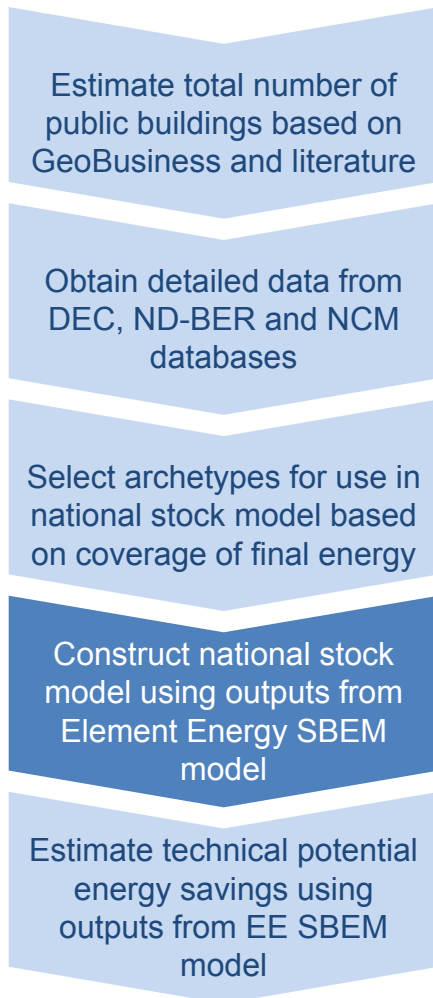 Estimate total number of
public buildings based on
GeoBusiness and literature
Obtain detailed data from
DEC, ND-BER and NCM
databases
Select archetypes for use in
national stock model based
on coverage of final energy
Construct national stock
model using outputs from
Element Energy SBEM
model
Estimate technical potential
energy savings using
outputs from EE SBEM
model